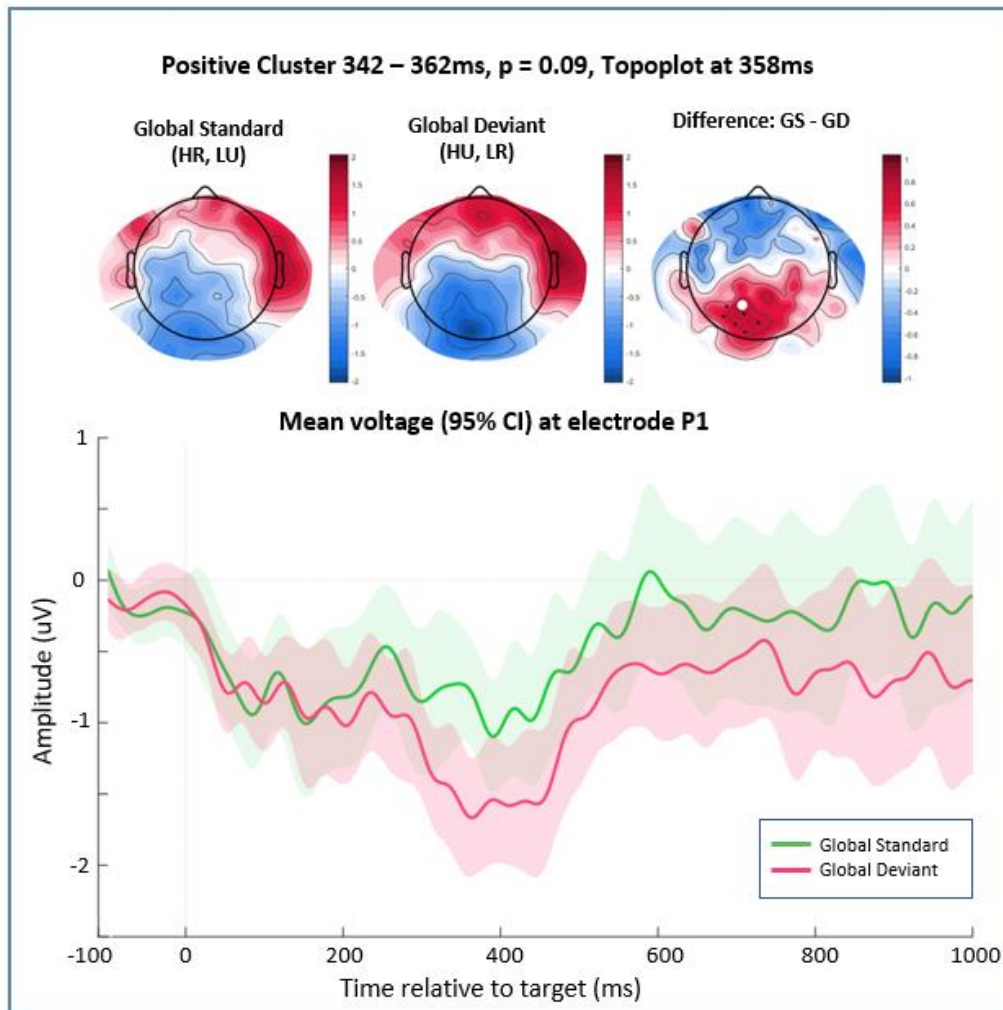 Positive Cluster 342 – 362ms, p = 0.09, Topoplot at 358ms
Global Standard
(HR, LU)
Global Deviant
(HU, LR)
Difference: GS - GD
2
1.5
1
0.5
0
-0.5
-1
-1.5
-2
2
1.5
1
0.5
0
-0.5
-1
-1.5
-2
1
0.8
0.6
0.4
0.2
0
-0.2
-0.4
-0.6
-0.8
-1
Mean voltage (95% CI) at electrode P1
1
0
-1
-2
Amplitude (uV)
Global Standard
Global Deviant
-100 0 200 400 600 800 1000
Time relative to target (ms)